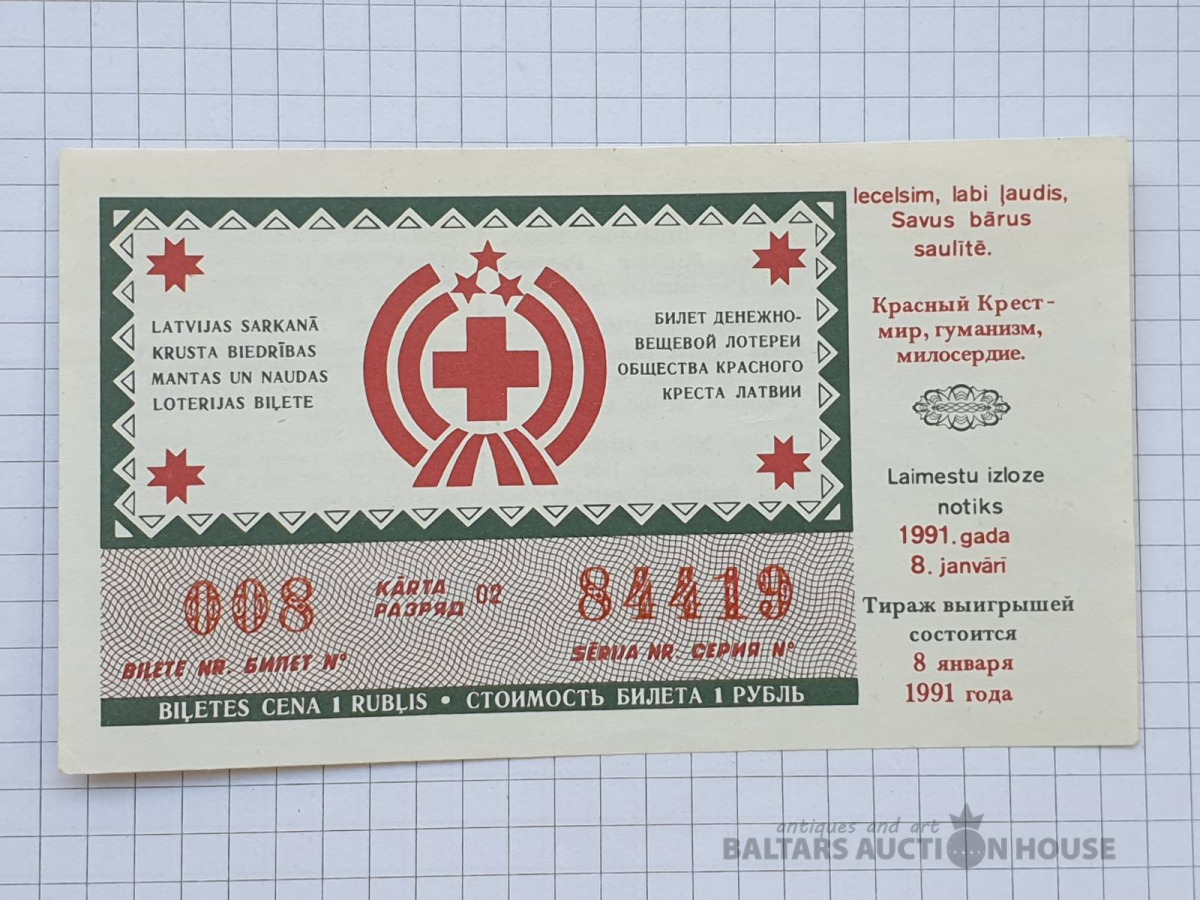 LATVIJAS SARKANĀ
KRUSTA BIEDRĪBAS
MANTAS UN NAUDAS
LOTERIJAS BIĻETE
БИЛЕТ ДЕНЕЖНО-
ВЕЩЕВОЙ ЛОТЕРЕИ
ОБЩЕСТВА КРАСНОГО
КРЕСТА ЛАТВИИ
008
KĀRTA
РАЗРЯД
02
84419
BIĻETE NR. БИЛЕТ №
SĒRIJA NR СЕРИЯ №
BIĻETES CENA 1 RUBĻIS • СТОИМОСТЬ БИЛЕТА 1 РУБЛЬ
Iecelsim, labi ļaudis,
Savus bārus
saulītē.
Красный Крест-
мир, гуманизм,
милосердие.
Laimestu izloze
notiks
1991.gada
8. janvārī
Тираж выигрышей
состоится
8 января
1991 года
antiques and art
BALTARS AUCTION HOUSE